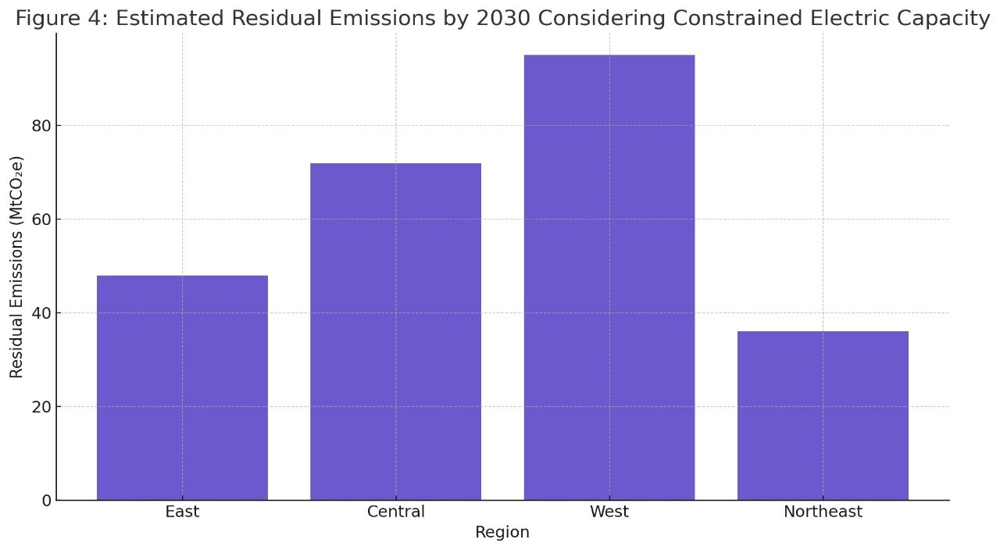 Figure 4: Estimated Residual Emissions by 2030 Considering Constrained Electric Capacity
Residual Emissions (MtCO₂e)
80
60
40
20
0
East
Central
West
Northeast
Region